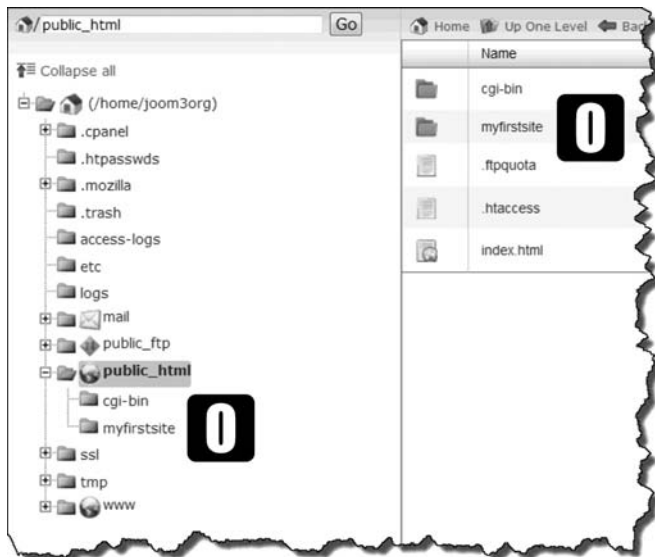 /public_html Go
Collapse all
(/home/joom3org)
.cpanel
.htpasswds
.mozilla
.trash
access-logs
etc
logs
mail
public_ftp
public_html
cgi-bin
myfirstsite
0
ssl
tmp
www
Home Up One Level
Name
cgi-bin
myfirstsite
0
.ftpquota
.htaccess
index.html